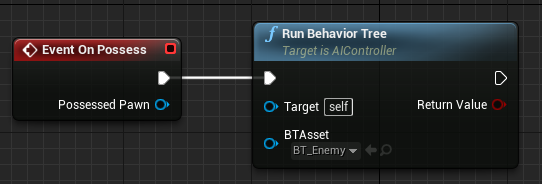 Event On Possess
Possessed Pawn
f Run Behavior Tree
Target is AIController
Target self
Return Value
BTAsset
BT_Enemy